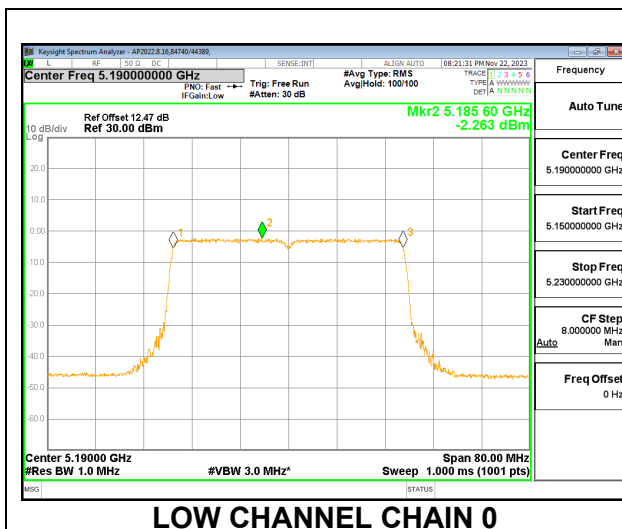 Keysight Spectrum Analyzer - AP2022.8.16,84740/44389,
LXI L RF 50 Ω DC SENSE:INT ALIGN AUTO 08:21:31 PM Nov 22, 2023
Center Freq 5.190000000 GHz
PNO: Fast
IFGain:Low
Trig: Free Run
#Atten: 30 dB
#Avg Type: RMS
Avg|Hold: 100/100
TRACE 1 2 3 4 5 6
TYPE A WWWWW
DET A N N N N N
Ref Offset 12.47 dB
10 dB/div Ref 30.00 dBm
Log
Mkr2 5.185 60 GHz
-2.263 dBm
20.0
10.0
0.00
-10.0
-20.0
-30.0
-40.0
-50.0
-60.0
1
2
3
Center 5.19000 GHz
#Res BW 1.0 MHz
#VBW 3.0 MHz*
Span 80.00 MHz
Sweep 1.000 ms (1001 pts)
MSG
STATUS
Frequency
Auto Tune
Center Freq
5.190000000 GHz
Start Freq
5.150000000 GHz
Stop Freq
5.230000000 GHz
CF Step
8.000000 MHz
Auto Man
Freq Offset
0 Hz
LOW CHANNEL CHAIN 0